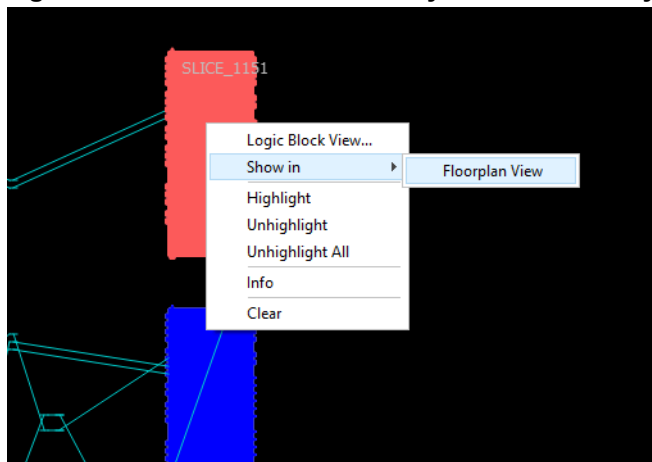 SLICE_1151
Logic Block View...
Show in
Floorplan View
Highlight
Unhighlight
Unhighlight All
Info
Clear